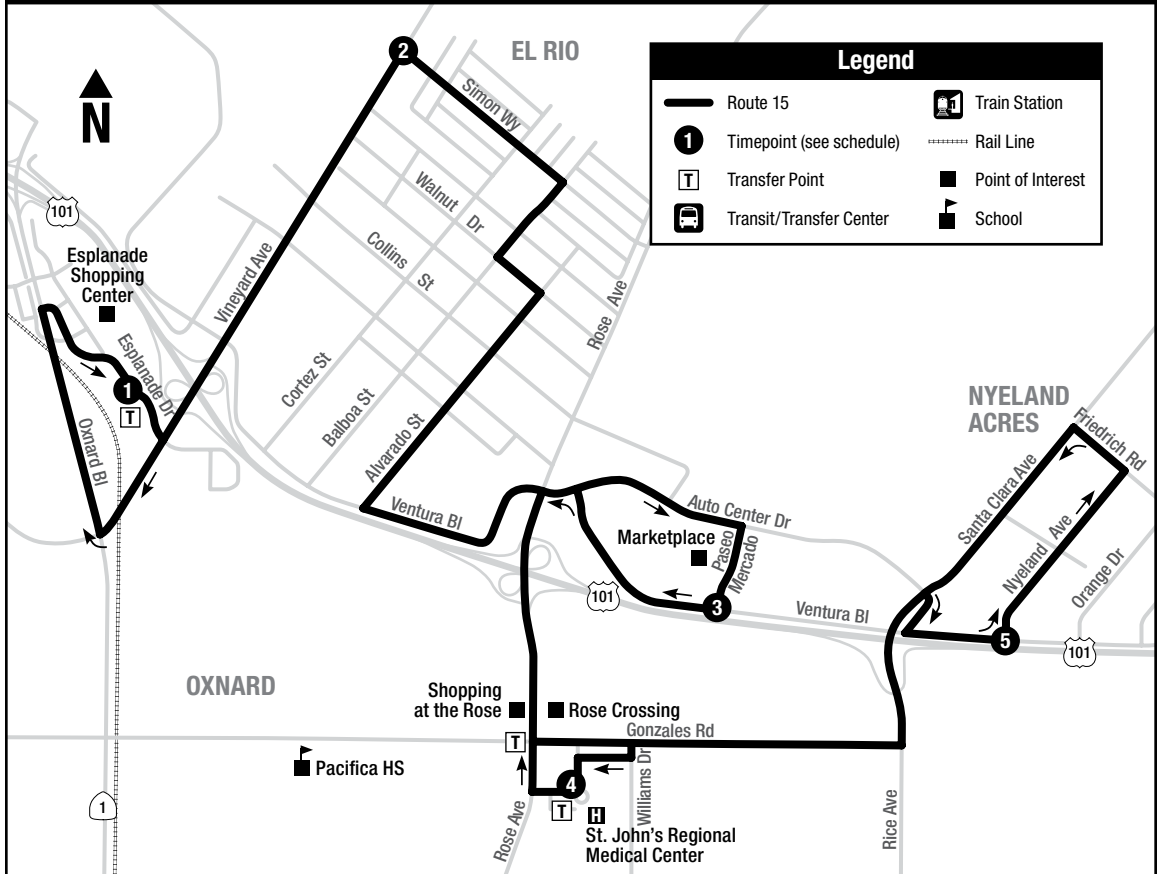 2
EL RIO
N
Legend
Route 15
Train Station
1
Timepoint (see schedule)
Rail Line
T
Transfer Point
Point of Interest
Transit/Transfer Center
School
Simon Wy
Walnut Dr
Collins St
101
Esplanade
Shopping
Center
Vineyard Ave
Rose Ave
Esplanade Dr
1
T
Oxnard Bl
Cortez St
Balboa St
Alvarado St
Ventura Bl
NYELAND
ACRES
Friedrich Rd
Santa Clara Ave
Nyeland Ave
Orange Dr
Auto Center Dr
Marketplace
Paseo
Mercado
101
3
Ventura Bl
5
101
OXNARD
Shopping
at the Rose
Rose Crossing
Gonzales Rd
T
Pacifica HS
4
T
H
St. John's Regional
Medical Center
Williams Dr
Rose Ave
Rice Ave
1